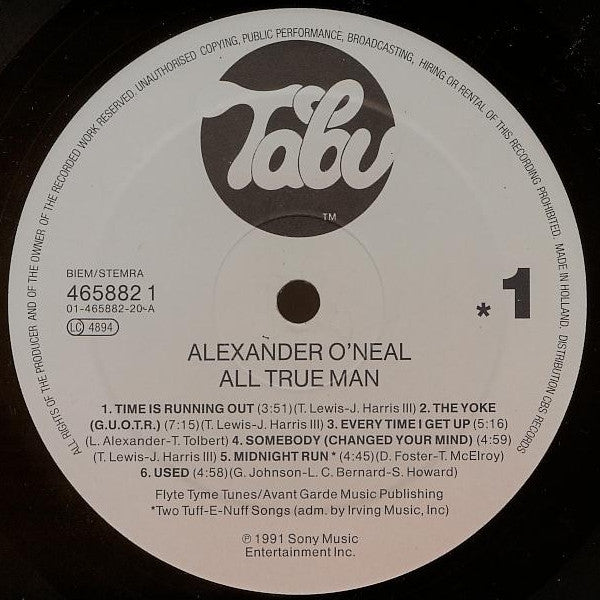 ALL RIGHTS OF THE PRODUCER AND OF THE OWNER OF THE RECORDED WORK RESERVED. UNAUTHORISED COPYING, PUBLIC PERFORMANCE, BROADCASTING, HIRING OR RENTAL OF THIS RECORDING PROHIBITED. MADE IN HOLLAND. DISTRIBUTION CBS RECORDS
Tabu
TM
BIEM/STEMRA
465882 1
01-465882-20-A
LC 4894
* 1
ALEXANDER O'NEAL
ALL TRUE MAN
1. TIME IS RUNNING OUT (3:51)(T. Lewis-J. Harris III) 2. THE YOKE
(G.U.O.T.R.) (7:15)(T. Lewis-J. Harris III) 3. EVERY TIME I GET UP (5:16)
(L. Alexander-T. Tolbert) 4. SOMEBODY (CHANGED YOUR MIND) (4:59)
(T. Lewis-J. Harris III) 5. MIDNIGHT RUN * (4:45)(D. Foster-T. McElroy)
6. USED (4:58)(G. Johnson-L. C. Bernard-S. Howard)
Flyte Tyme Tunes/Avant Garde Music Publishing
*Two Tuff-E-Nuff Songs (adm. by Irving Music, Inc)
℗ 1991 Sony Music
Entertainment Inc.